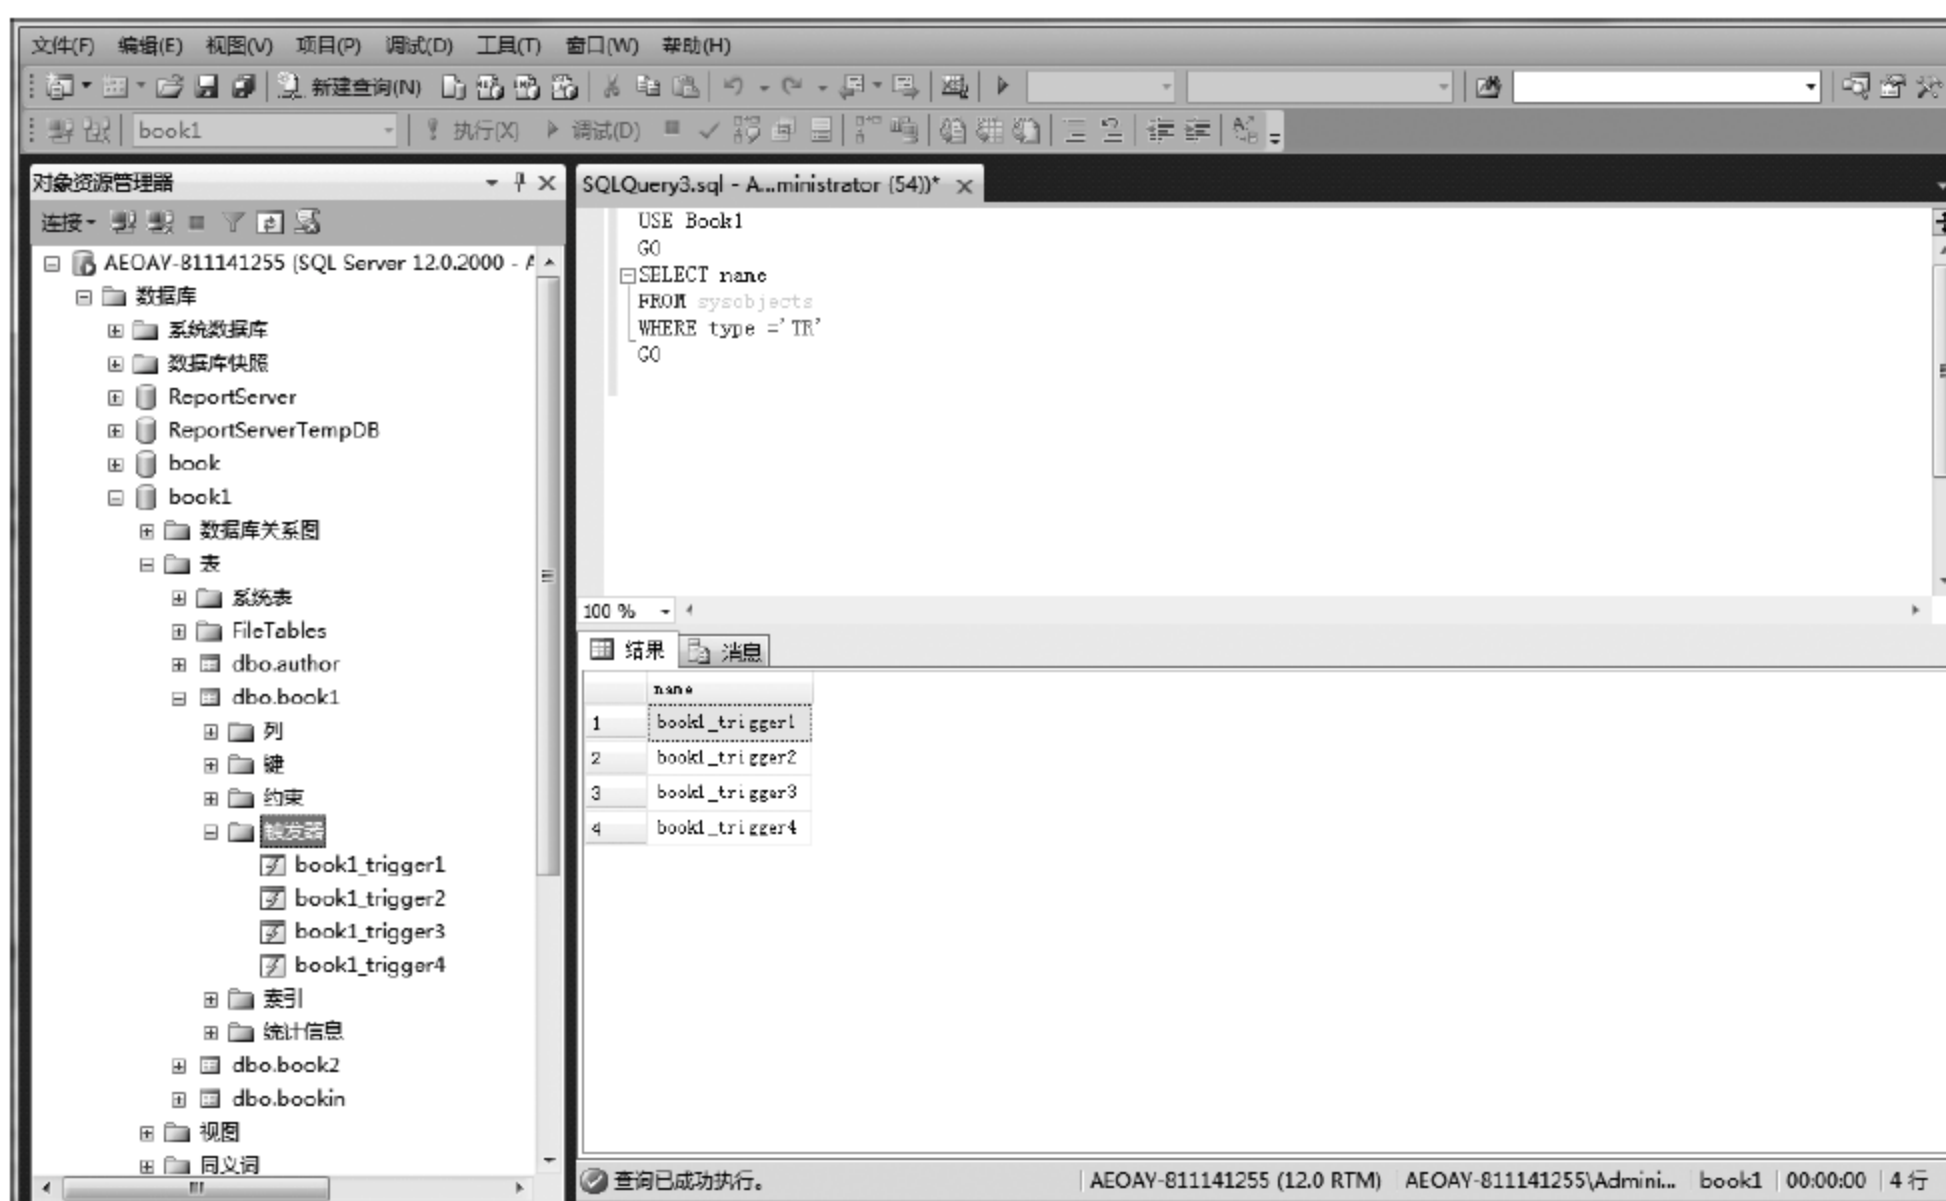 文件(F) 编辑(E) 视图(V) 项目(P) 调试(D) 工具(T) 窗口(W) 帮助(H)
新建查询(N)
book1 执行(X) 调试(D)
对象资源管理器
连接
AEOAY-811141255 (SQL Server 12.0.2000 - A
数据库
系统数据库
数据库快照
ReportServer
ReportServerTempDB
book
book1
数据库关系图
表
系统表
FileTables
dbo.author
dbo.book1
列
键
约束
触发器
book1_trigger1
book1_trigger2
book1_trigger3
book1_trigger4
索引
统计信息
dbo.book2
dbo.bookin
视图
同义词
SQLQuery3.sql - A...ministrator (54))*
USE Book1
GO
SELECT name
FROM sysobjects
WHERE type ='TR'
GO
100 %
结果 消息
name
1 book1_trigger1
2 book1_trigger2
3 book1_trigger3
4 book1_trigger4
查询已成功执行。 AEOAY-811141255 (12.0 RTM) AEOAY-811141255\Admini... book1 00:00:00 4 行